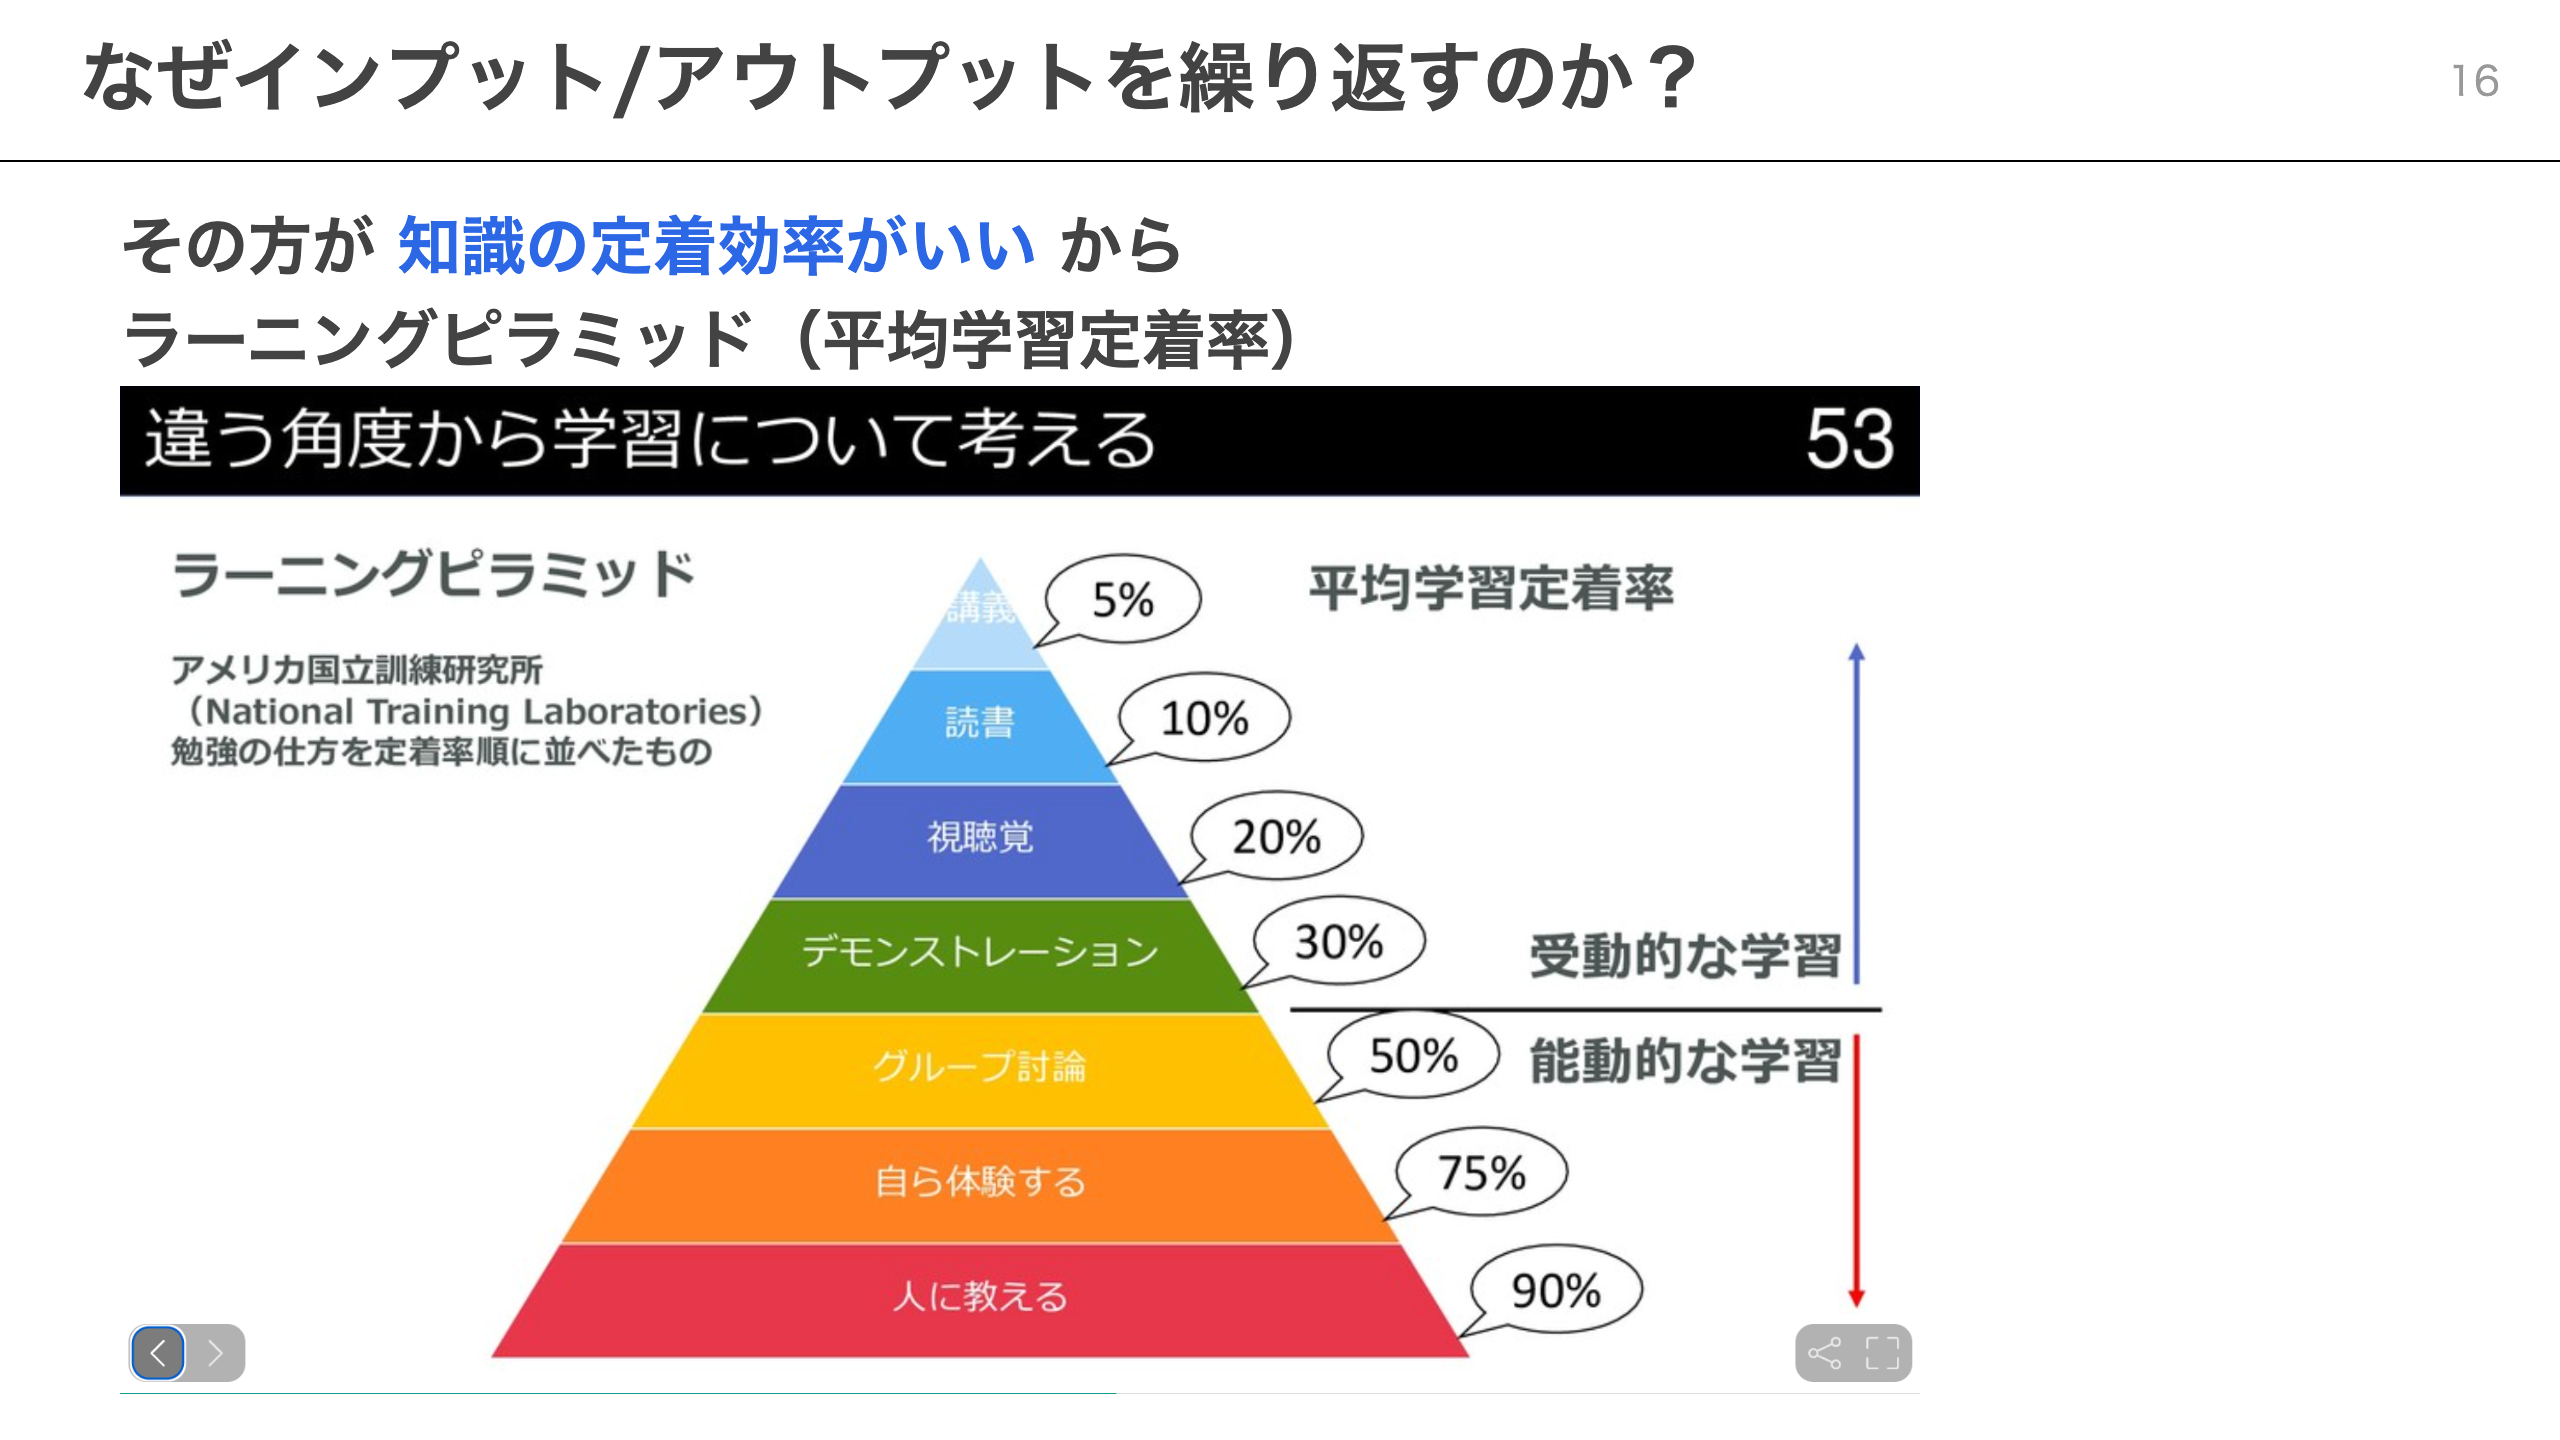 なぜインプット/アウトプットを繰り返すのか？
16
その方が 知識の定着効率がいい から
ラーニングピラミッド（平均学習定着率）
違う角度から学習について考える
53
ラーニングピラミッド
アメリカ国立訓練研究所
（National Training Laboratories）
勉強の仕方を定着率順に並べたもの
平均学習定着率
講義
5%
読書
10%
視聴覚
20%
デモンストレーション
30%
受動的な学習
グループ討論
50%
能動的な学習
自ら体験する
75%
人に教える
90%